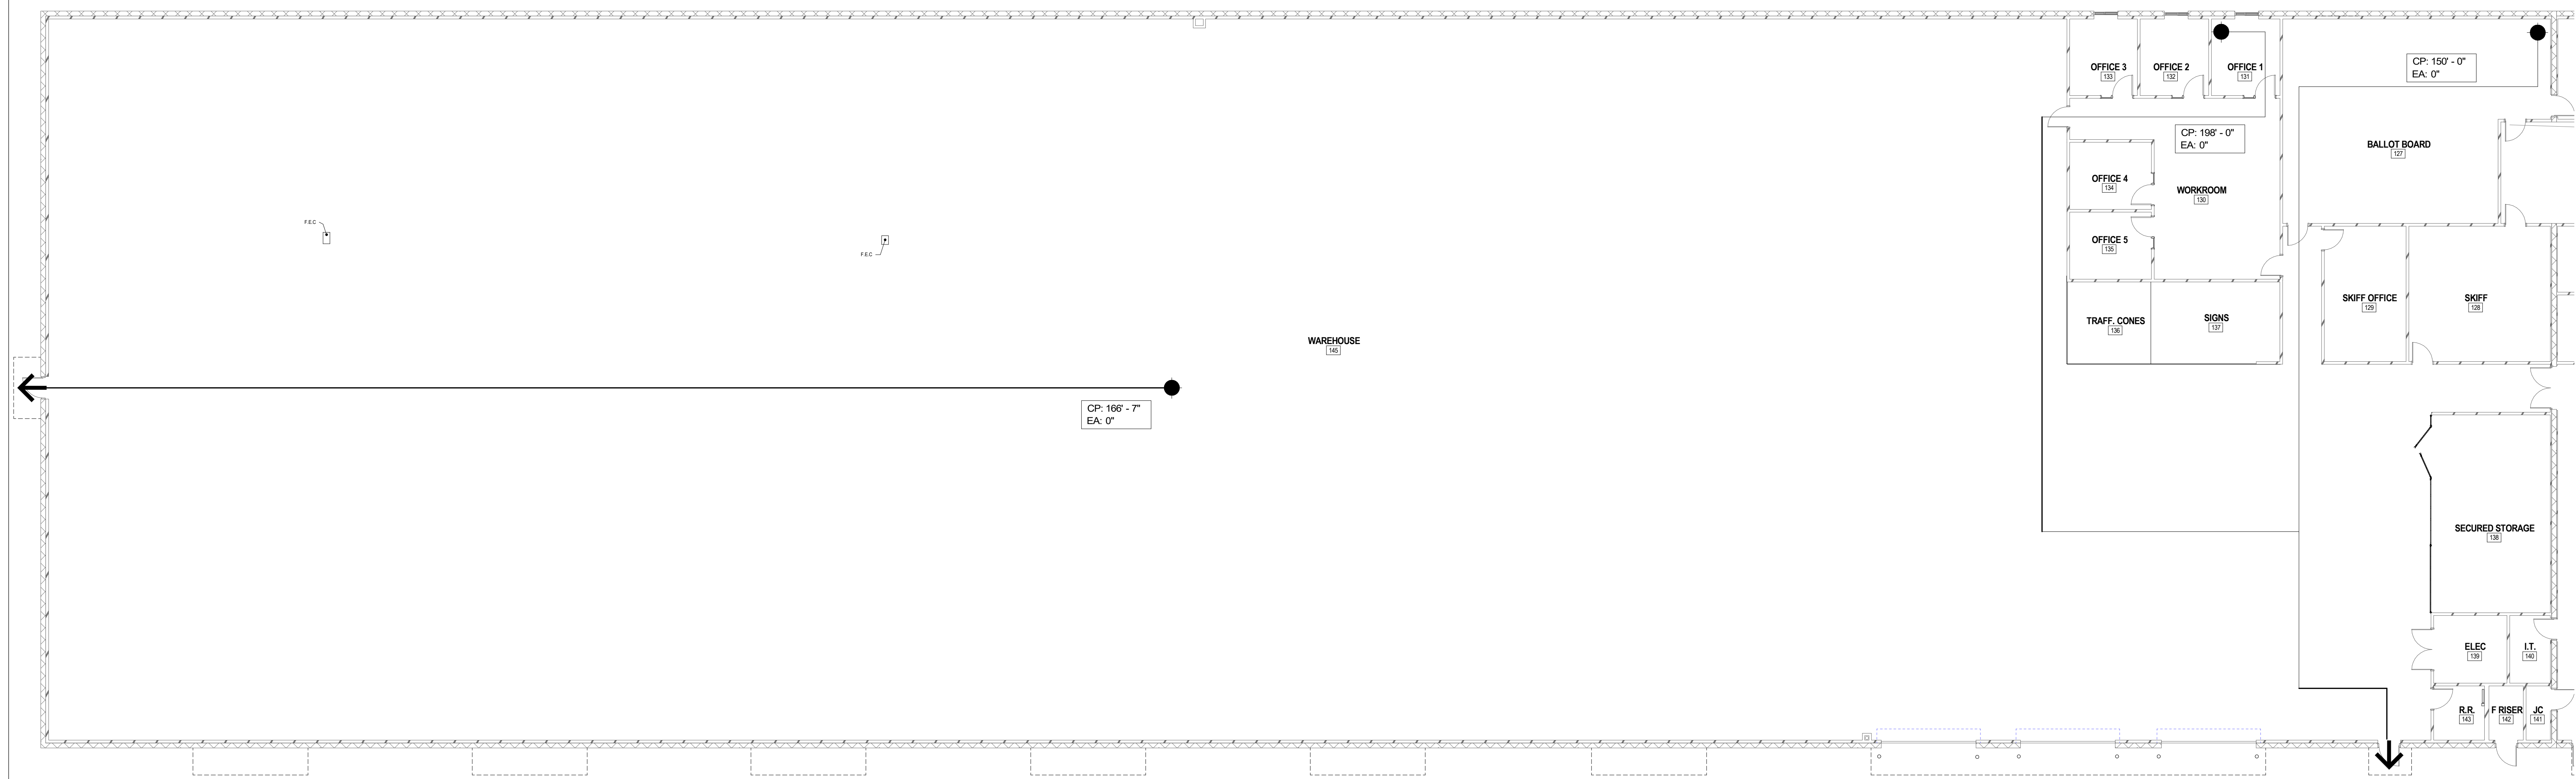 OFFICE 3
133
OFFICE 2
132
OFFICE 1
131
CP: 150' - 0"
EA: 0"
CP: 198' - 0"
EA: 0"
BALLOT BOARD
127
OFFICE 4
134
WORKROOM
130
F.E.C
F.E.C
OFFICE 5
135
SKIFF OFFICE
129
SKIFF
128
TRAFF. CONES
136
SIGNS
137
WAREHOUSE
145
CP: 166' - 7"
EA: 0"
SECURED STORAGE
138
ELEC
139
I.T.
140
R.R.
143
F RISER
142
JC
141